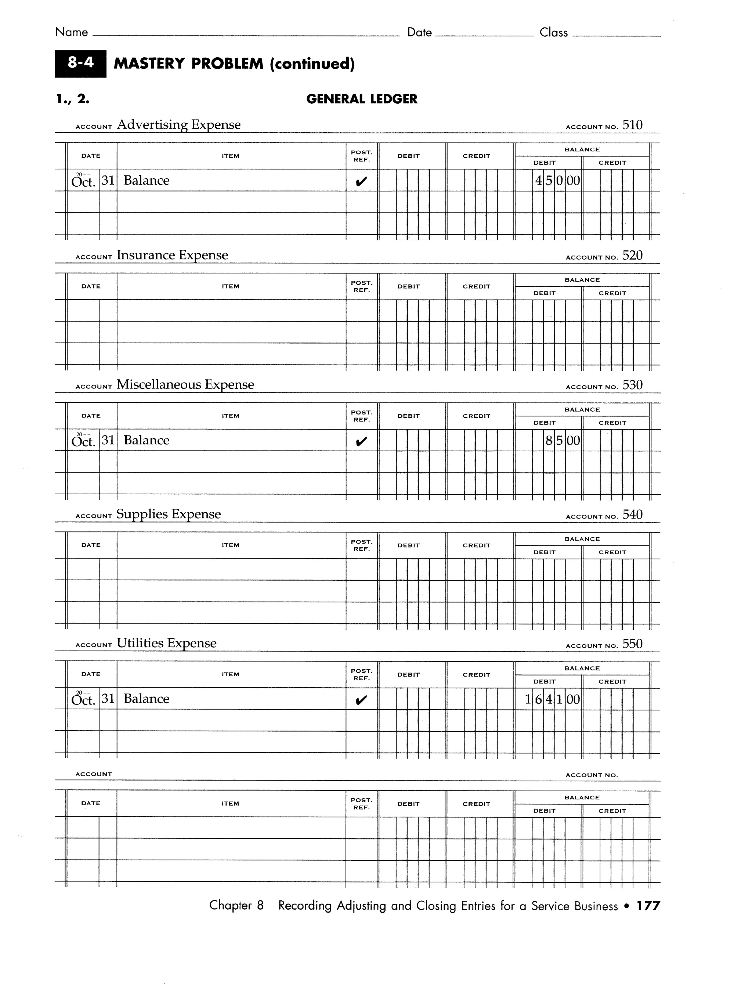 Name Date Class
8-4 MASTERY PROBLEM (continued)
1., 2. GENERAL LEDGER
ACCOUNT Advertising Expense ACCOUNT NO. 510
DATE ITEM POST. REF. DEBIT CREDIT BALANCE
DEBIT CREDIT
20--
Oct. 31 Balance ✔ 450 00
ACCOUNT Insurance Expense ACCOUNT NO. 520
DATE ITEM POST. REF. DEBIT CREDIT BALANCE
DEBIT CREDIT
ACCOUNT Miscellaneous Expense ACCOUNT NO. 530
DATE ITEM POST. REF. DEBIT CREDIT BALANCE
DEBIT CREDIT
20--
Oct. 31 Balance ✔ 85 00
ACCOUNT Supplies Expense ACCOUNT NO. 540
DATE ITEM POST. REF. DEBIT CREDIT BALANCE
DEBIT CREDIT
ACCOUNT Utilities Expense ACCOUNT NO. 550
DATE ITEM POST. REF. DEBIT CREDIT BALANCE
DEBIT CREDIT
20--
Oct. 31 Balance ✔ 1641 00
ACCOUNT ACCOUNT NO.
DATE ITEM POST. REF. DEBIT CREDIT BALANCE
DEBIT CREDIT
Chapter 8 Recording Adjusting and Closing Entries for a Service Business • 177